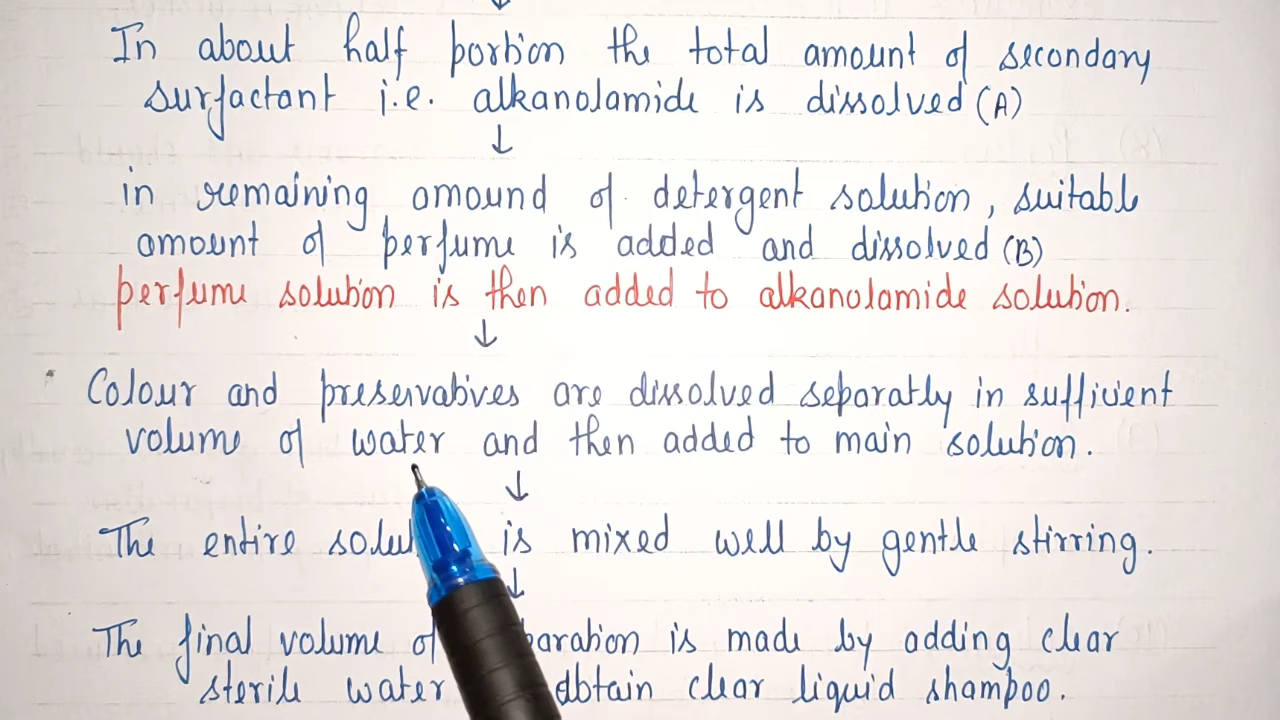 In about half portion the total amount of secondary
surfactant i.e. alkanolamide is dissolved (A)
↓
in remaining amound of detergent solution, suitable
amount of perfume is added and dissolved (B)
perfume solution is then added to alkanolamide solution.
↓
Colour and preservatives are dissolved separatly in sufficient
volume of water and then added to main solution.
↓
The entire solu is mixed well by gentle stirring.
↓
The final volume of paration is made by adding clear
sterile water obtain clear liquid shampoo.